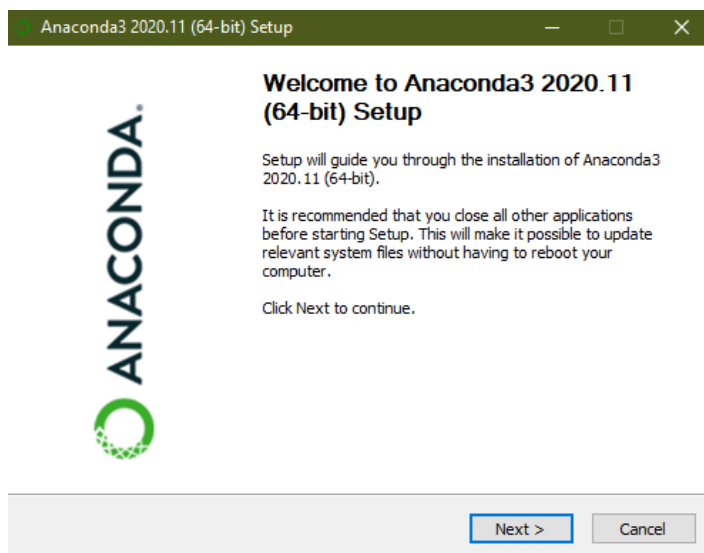 Anaconda3 2020.11 (64-bit) Setup
Welcome to Anaconda3 2020.11
(64-bit) Setup
Setup will guide you through the installation of Anaconda3
2020.11 (64-bit).
It is recommended that you close all other applications
before starting Setup. This will make it possible to update
relevant system files without having to reboot your
computer.
Click Next to continue.
ANACONDA.
Next >
Cancel